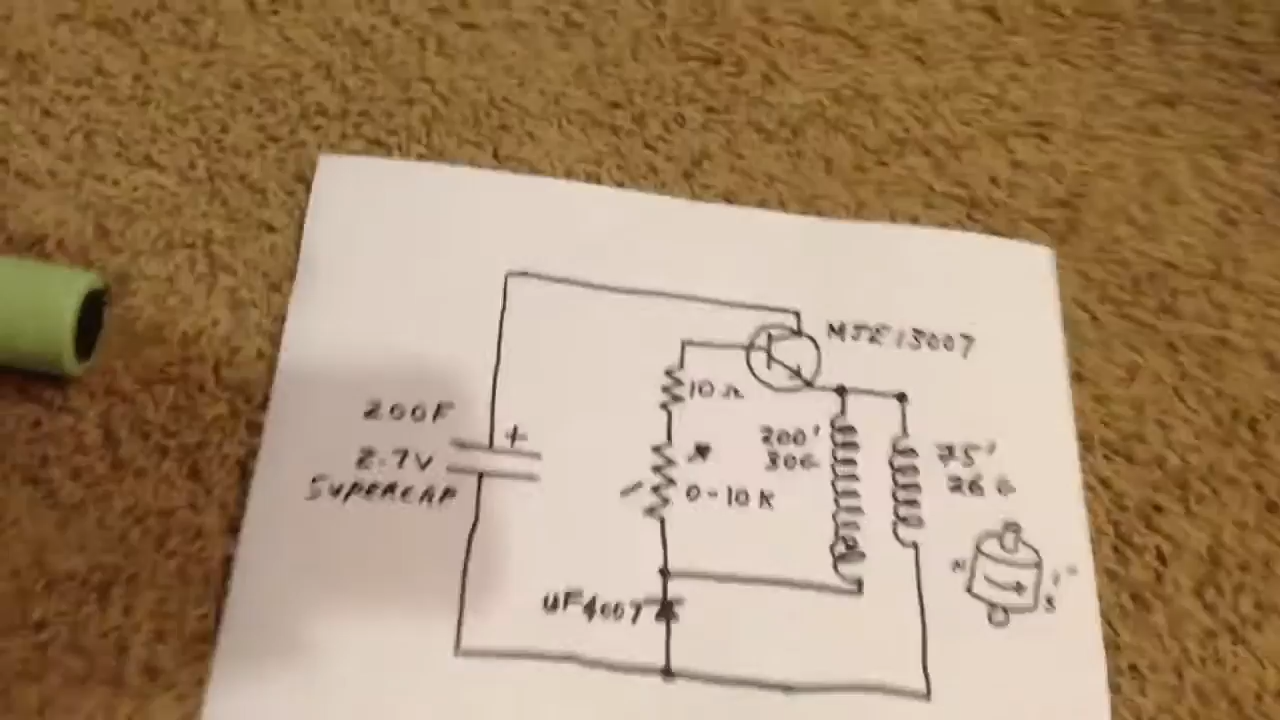 MJE13007
10Ω
200F
+
2.7V
SUPERCAP
0-10K
200'
30G
75'
26G
UF4007
N
S